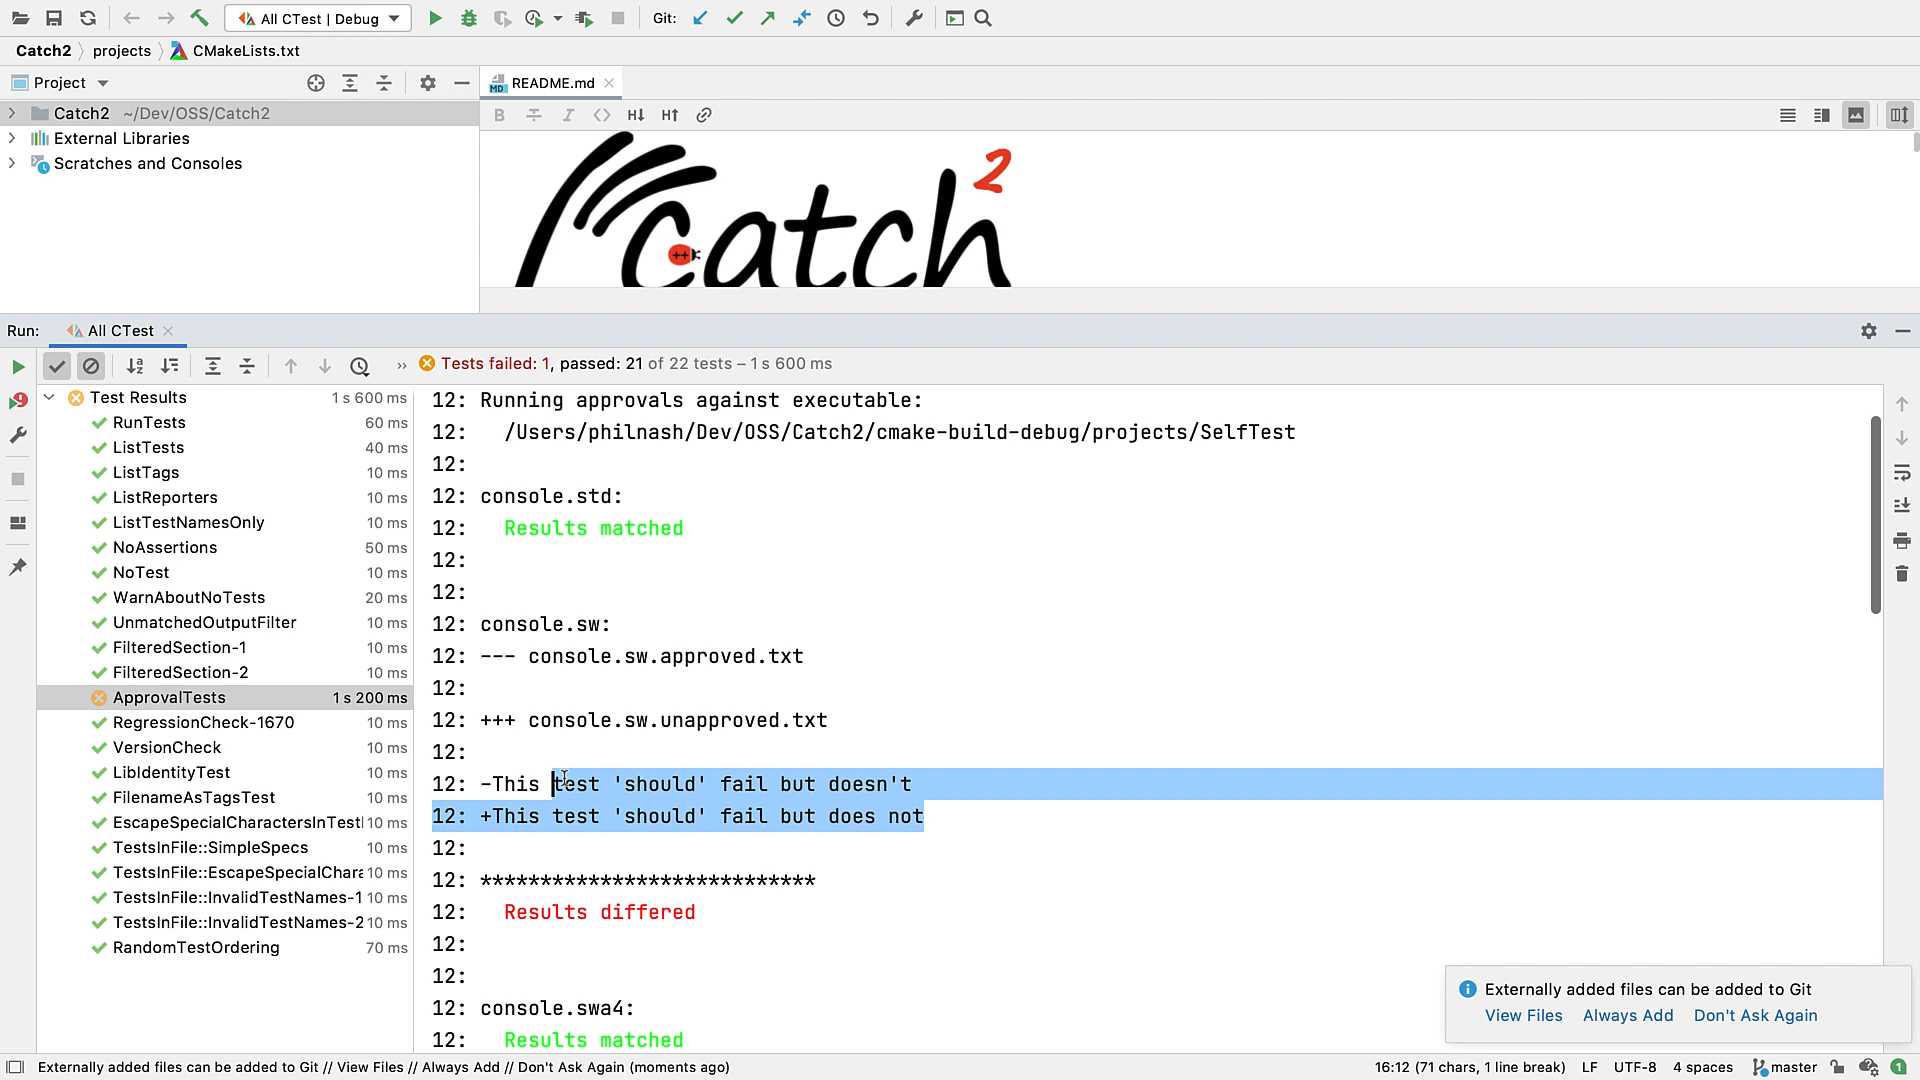 All CTest | Debug Git:
Catch2 projects CMakeLists.txt
Project README.md
Catch2 ~/Dev/OSS/Catch2
External Libraries
Scratches and Consoles
B I H↓ H↑
Catch2
Run: All CTest
Tests failed: 1, passed: 21 of 22 tests – 1 s 600 ms
Test Results 1 s 600 ms
RunTests 60 ms
ListTests 40 ms
ListTags 10 ms
ListReporters 10 ms
ListTestNamesOnly 10 ms
NoAssertions 50 ms
NoTest 10 ms
WarnAboutNoTests 20 ms
UnmatchedOutputFilter 10 ms
FilteredSection-1 10 ms
FilteredSection-2 10 ms
ApprovalTests 1 s 200 ms
RegressionCheck-1670 10 ms
VersionCheck 10 ms
LibIdentityTest 10 ms
FilenameAsTagsTest 10 ms
EscapeSpecialCharactersInTest 10 ms
TestsInFile::SimpleSpecs 10 ms
TestsInFile::EscapeSpecialChara 10 ms
TestsInFile::InvalidTestNames-1 10 ms
TestsInFile::InvalidTestNames-2 10 ms
RandomTestOrdering 70 ms
12: Running approvals against executable:
12: /Users/philnash/Dev/OSS/Catch2/cmake-build-debug/projects/SelfTest
12:
12: console.std:
12: Results matched
12:
12:
12: console.sw:
12: --- console.sw.approved.txt
12:
12: +++ console.sw.unapproved.txt
12:
12: -This test 'should' fail but doesn't
12: +This test 'should' fail but does not
12:
12: ****************************
12: Results differed
12:
12:
12: console.swa4:
12: Results matched
Externally added files can be added to Git
View Files Always Add Don't Ask Again
Externally added files can be added to Git // View Files // Always Add // Don't Ask Again (moments ago) 16:12 (71 chars, 1 line break) LF UTF-8 4 spaces master 1